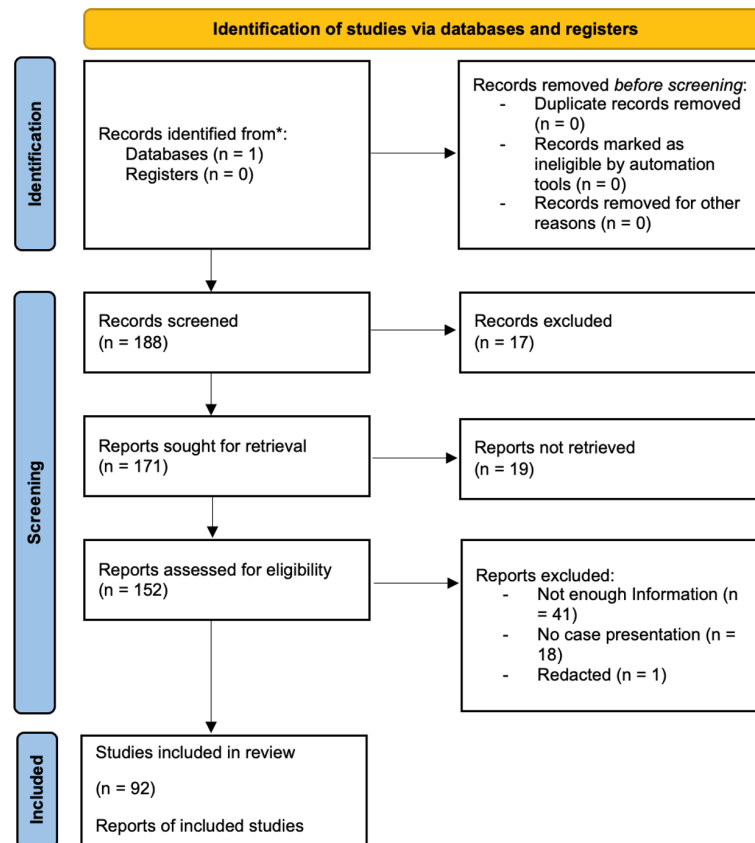 Identification of studies via databases and registers
Identification
Records identified from*:
Databases (n = 1)
Registers (n = 0)
Records removed before screening:
- Duplicate records removed
(n = 0)
- Records marked as
ineligible by automation
tools (n = 0)
- Records removed for other
reasons (n = 0)
Screening
Records screened
(n = 188)
Records excluded
(n = 17)
Reports sought for retrieval
(n = 171)
Reports not retrieved
(n = 19)
Reports assessed for eligibility
(n = 152)
Reports excluded:
- Not enough Information (n
= 41)
- No case presentation (n =
18)
- Redacted (n = 1)
Included
Studies included in review
(n = 92)
Reports of included studies